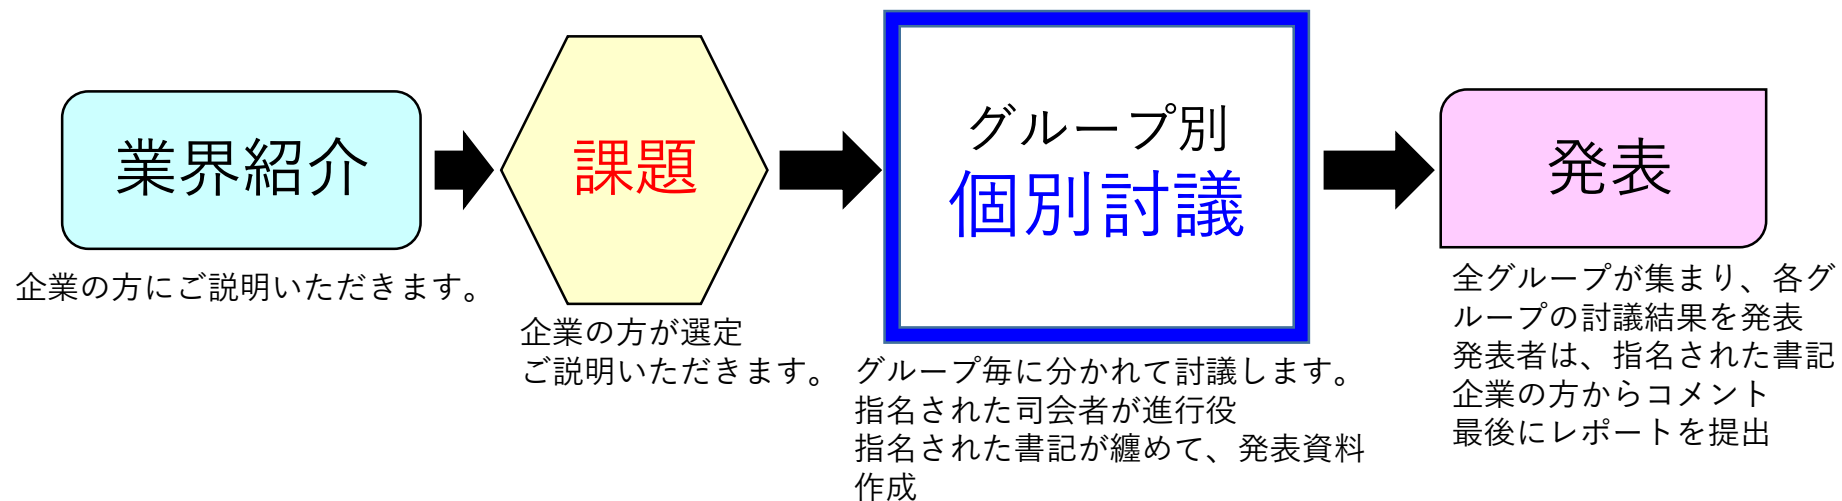 業界紹介
企業の方にご説明いただきます。
課題
企業の方が選定
ご説明いただきます。
グループ別
個別討議
グループ毎に分かれて討議します。
指名された司会者が進行役
指名された書記が纏めて、発表資料
作成
発表
全グループが集まり、各グ
ループの討議結果を発表
発表者は、指名された書記
企業の方からコメント
最後にレポートを提出